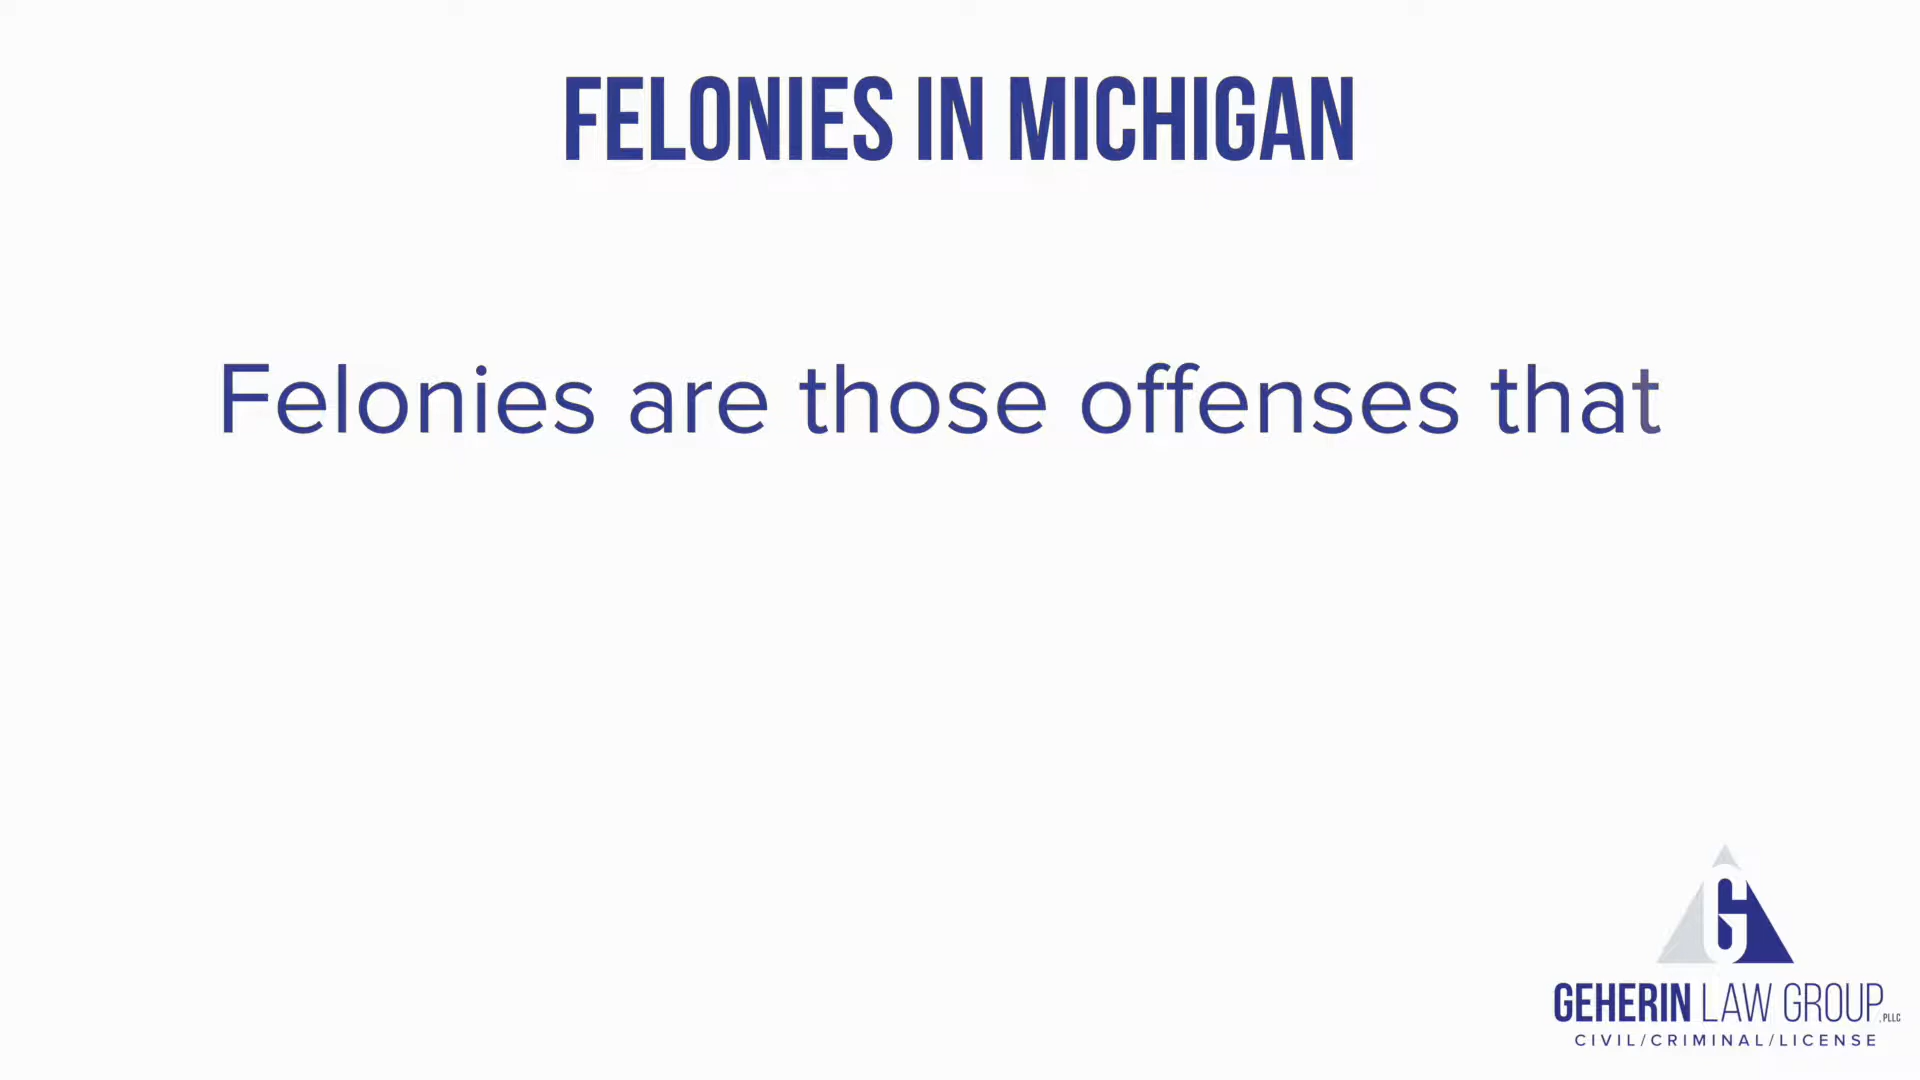 FELONIES IN MICHIGAN
Felonies are those offenses that
G
GEHERIN LAW GROUP, PLLC
CIVIL/CRIMINAL/LICENSE